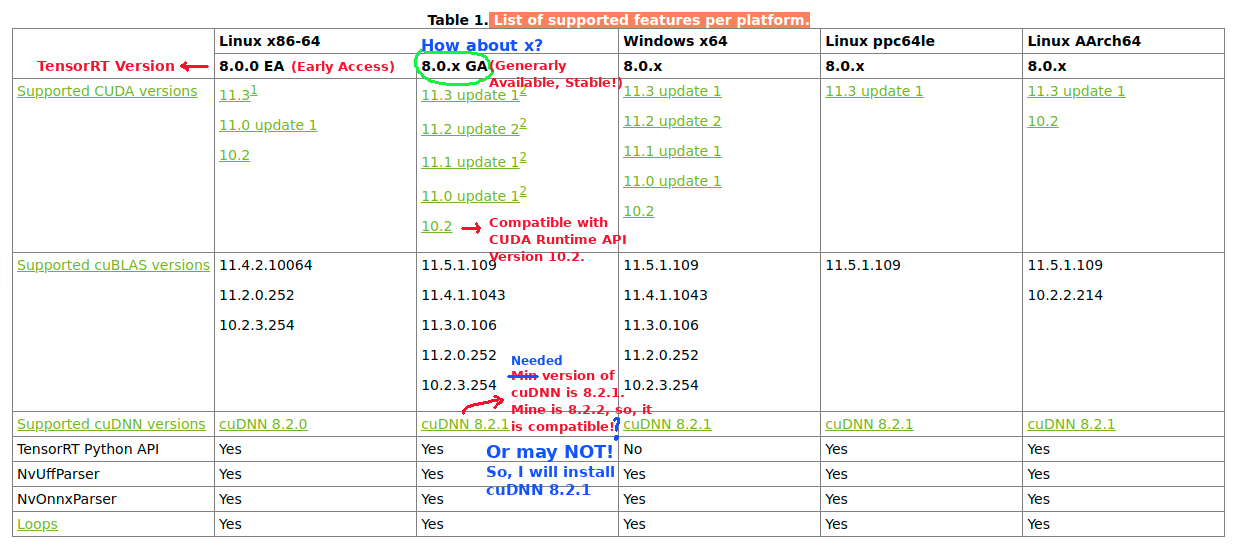 Table 1. List of supported features per platform.
Linux x86-64
How about x?
Windows x64
Linux ppc64le
Linux AArch64
TensorRT Version
8.0.0 EA (Early Access)
8.0.x GA
(Generarly
Available, Stable!)
8.0.x
8.0.x
8.0.x
Supported CUDA versions
11.3¹
11.0 update 1
10.2
11.3 update 1²
11.2 update 2²
11.1 update 1²
11.0 update 1²
10.2
Compatible with
CUDA Runtime API
Version 10.2.
11.3 update 1
11.2 update 2
11.1 update 1
11.0 update 1
10.2
11.3 update 1
11.3 update 1
10.2
Supported cuBLAS versions
11.4.2.10064
11.2.0.252
10.2.3.254
11.5.1.109
11.4.1.1043
11.3.0.106
11.2.0.252
10.2.3.254
11.5.1.109
11.4.1.1043
11.3.0.106
11.2.0.252
10.2.3.254
11.5.1.109
11.5.1.109
10.2.2.214
Needed
Min version of
cuDNN is 8.2.1.
Mine is 8.2.2, so, it
is compatible!?
Supported cuDNN versions
cuDNN 8.2.0
cuDNN 8.2.1
cuDNN 8.2.1
cuDNN 8.2.1
cuDNN 8.2.1
Or may NOT!
So, I will install
cuDNN 8.2.1
TensorRT Python API
Yes
Yes
No
Yes
Yes
NvUffParser
Yes
Yes
Yes
Yes
Yes
NvOnnxParser
Yes
Yes
Yes
Yes
Yes
Loops
Yes
Yes
Yes
Yes
Yes